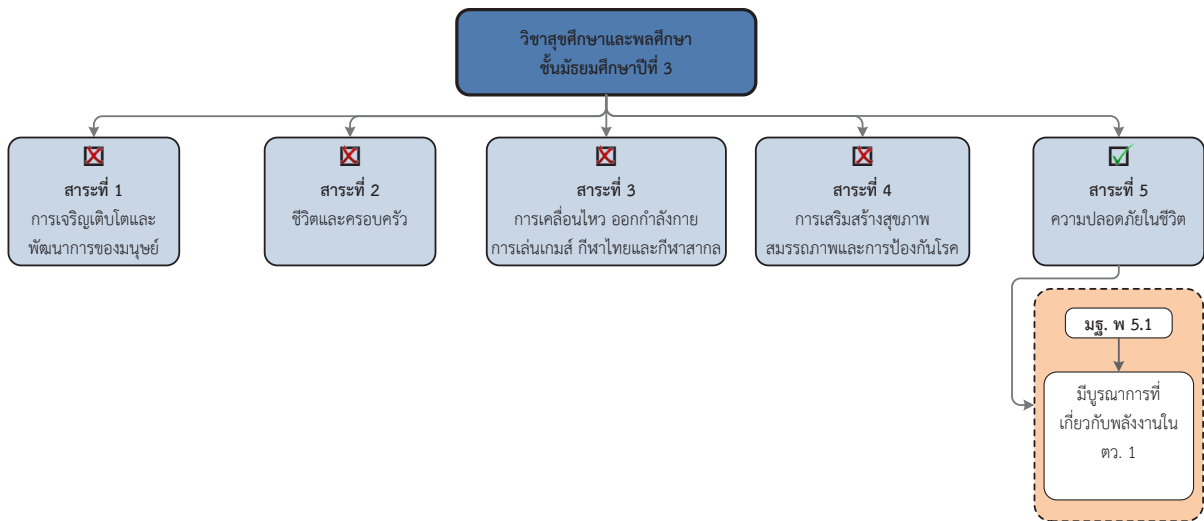 วิชาสุขศึกษาและพลศึกษา
ชั้นมัธยมศึกษาปีที่ 3
สาระที่ 1
การเจริญเติบโตและ
พัฒนาการของมนุษย์
สาระที่ 2
ชีวิตและครอบครัว
สาระที่ 3
การเคลื่อนไหว ออกกำลังกาย
การเล่นเกมส์ กีฬาไทยและกีฬาสากล
สาระที่ 4
การเสริมสร้างสุขภาพ
สมรรถภาพและการป้องกันโรค
สาระที่ 5
ความปลอดภัยในชีวิต
มฐ. พ 5.1
มีบูรณาการที่
เกี่ยวกับพลังงานใน
ตว. 1